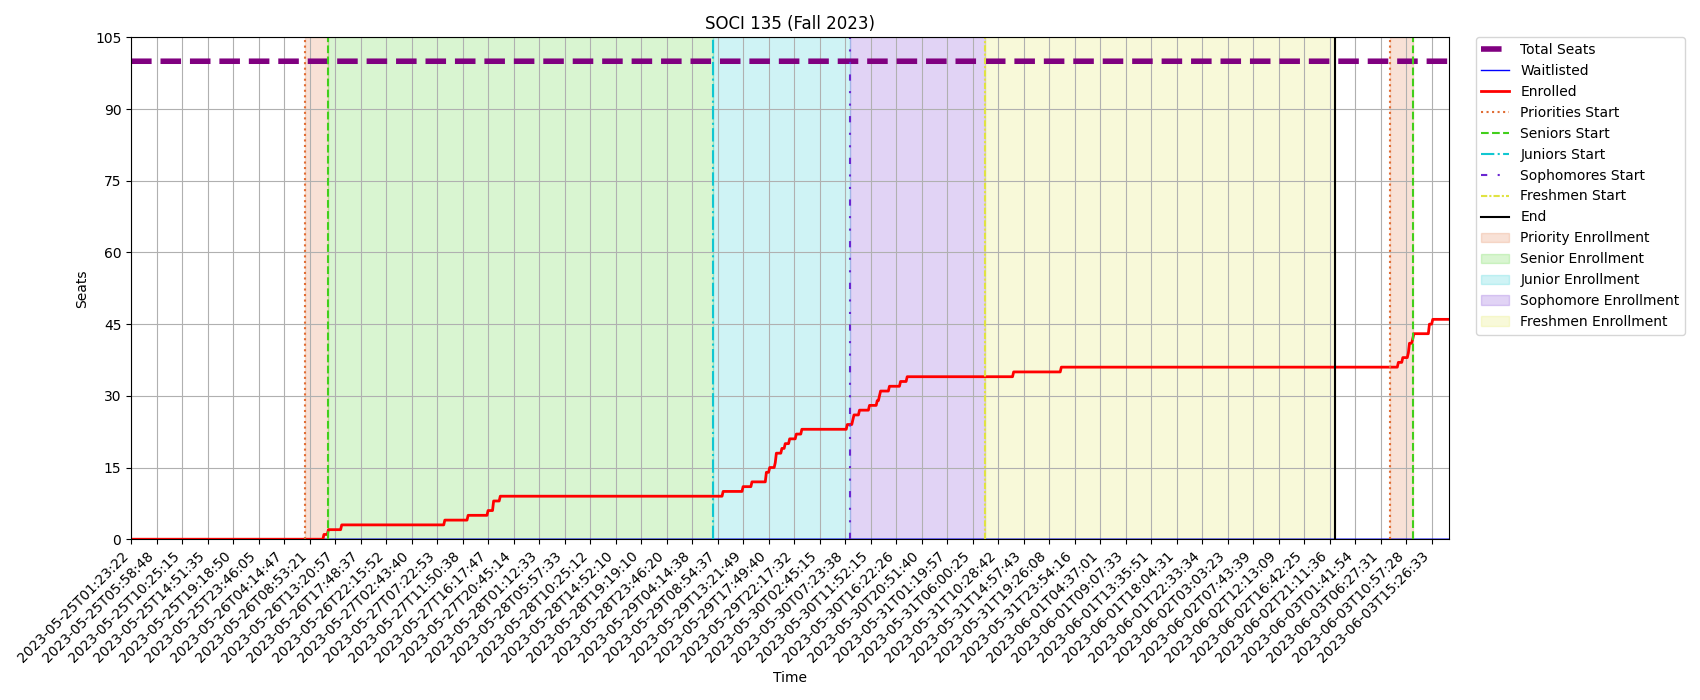 SOCI 135 (Fall 2023)
105
90
75
60
45
30
15
0
Seats
2023-05-25T01:23:22
2023-05-25T05:58:48
2023-05-25T10:25:15
2023-05-25T14:51:35
2023-05-25T19:18:50
2023-05-25T23:46:05
2023-05-26T04:14:47
2023-05-26T08:53:21
2023-05-26T13:20:57
2023-05-26T17:48:37
2023-05-26T22:15:52
2023-05-27T02:43:40
2023-05-27T07:22:53
2023-05-27T11:50:38
2023-05-27T16:17:47
2023-05-27T20:45:14
2023-05-28T01:12:33
2023-05-28T05:57:33
2023-05-28T10:25:12
2023-05-28T14:52:10
2023-05-28T19:19:10
2023-05-28T23:46:20
2023-05-29T04:14:38
2023-05-29T08:54:37
2023-05-29T13:21:49
2023-05-29T17:49:40
2023-05-29T22:17:32
2023-05-30T02:45:15
2023-05-30T07:23:38
2023-05-30T11:52:15
2023-05-30T16:22:26
2023-05-30T20:51:40
2023-05-31T01:19:57
2023-05-31T06:00:25
2023-05-31T10:28:42
2023-05-31T14:57:43
2023-05-31T19:26:08
2023-05-31T23:54:16
2023-06-01T04:37:01
2023-06-01T09:07:33
2023-06-01T13:35:51
2023-06-01T18:04:31
2023-06-01T22:33:34
2023-06-02T03:03:23
2023-06-02T07:43:39
2023-06-02T12:13:09
2023-06-02T16:42:25
2023-06-02T21:11:36
2023-06-03T01:41:54
2023-06-03T06:27:31
2023-06-03T10:57:28
2023-06-03T15:26:33
Time
Total Seats
Waitlisted
Enrolled
Priorities Start
Seniors Start
Juniors Start
Sophomores Start
Freshmen Start
End
Priority Enrollment
Senior Enrollment
Junior Enrollment
Sophomore Enrollment
Freshmen Enrollment